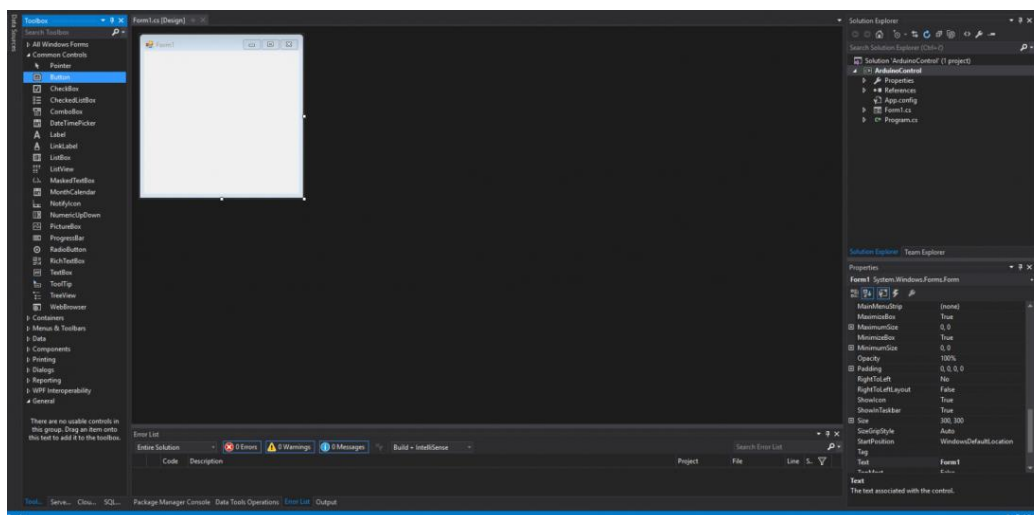 Data Sources
Toolbox
Search Toolbox
All Windows Forms
Common Controls
Pointer
Button
CheckBox
CheckedListBox
ComboBox
DateTimePicker
Label
LinkLabel
ListBox
ListView
MaskedTextBox
MonthCalendar
NotifyIcon
NumericUpDown
PictureBox
ProgressBar
RadioButton
RichTextBox
TextBox
ToolTip
TreeView
WebBrowser
Containers
Menus & Toolbars
Data
Components
Printing
Dialogs
Reporting
WPF Interoperability
General
There are no usable controls in
this group. Drag an item onto
this text to add it to the toolbox.
Tool... Serve... Clou... SQL...
Form1.cs [Design]
Form1
Error List
Entire Solution 0 Errors 0 Warnings 0 Messages Build + IntelliSense Search Error List
Code Description Project File Line S..
Package Manager Console Data Tools Operations Error List Output
Solution Explorer
Search Solution Explorer (Ctrl+č)
Solution 'ArduinoControl' (1 project)
ArduinoControl
Properties
References
App.config
Form1.cs
Program.cs
Solution Explorer Team Explorer
Properties
Form1 System.Windows.Forms.Form
MainMenuStrip (none)
MaximizeBox True
MaximumSize 0, 0
MinimizeBox True
MinimumSize 0, 0
Opacity 100%
Padding 0, 0, 0, 0
RightToLeft No
RightToLeftLayout False
ShowIcon True
ShowInTaskbar True
Size 300, 300
SizeGripStyle Auto
StartPosition WindowsDefaultLocation
Tag
Text Form1
TopMost False
Text
The text associated with the control.